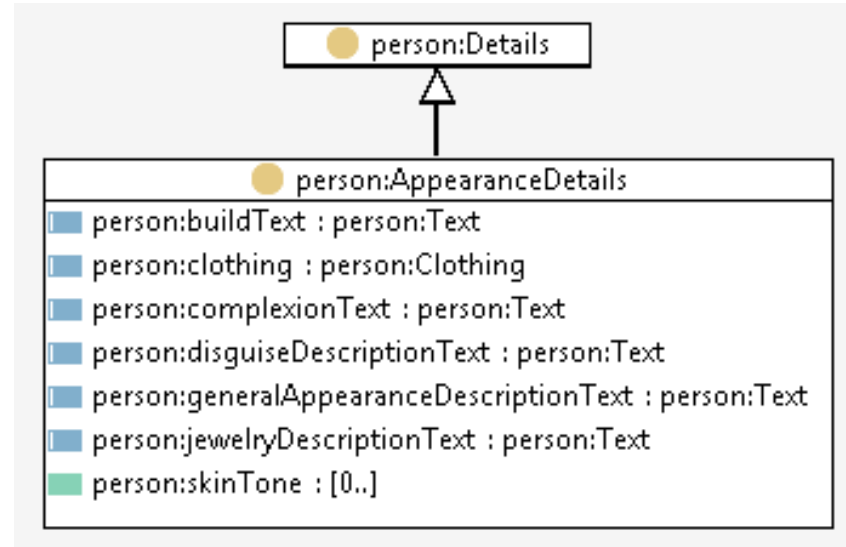 person:Details
person:AppearanceDetails
person:buildText : person:Text
person:clothing : person:Clothing
person:complexionText : person:Text
person:disguiseDescriptionText : person:Text
person:generalAppearanceDescriptionText : person:Text
person:jewelryDescriptionText : person:Text
person:skinTone : [0..]